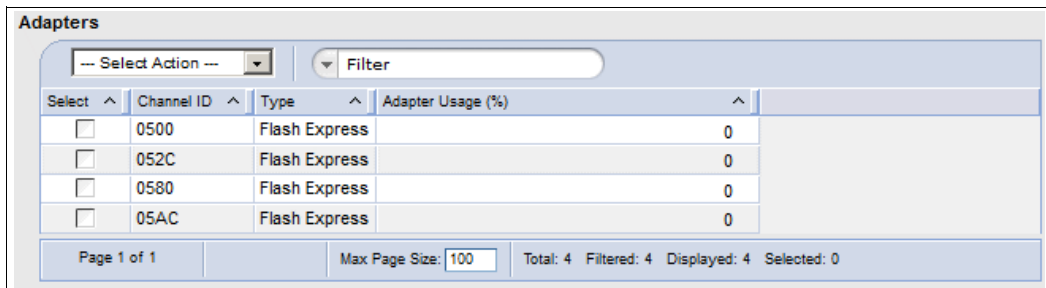 Adapters
--- Select Action --- Filter
Select Channel ID Type Adapter Usage (%)
0500 Flash Express 0
052C Flash Express 0
0580 Flash Express 0
05AC Flash Express 0
Page 1 of 1 Max Page Size: 100 Total: 4 Filtered: 4 Displayed: 4 Selected: 0